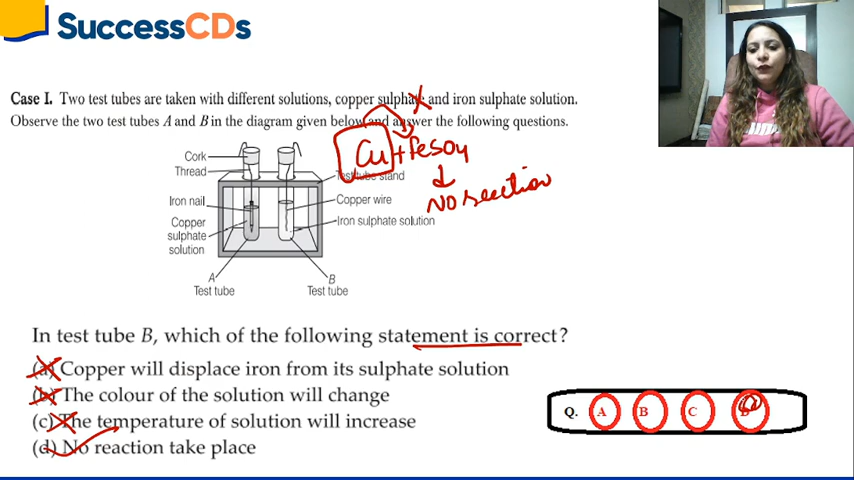 SuccessCDs
Case I. Two test tubes are taken with different solutions, copper sulphate and iron sulphate solution.
Observe the two test tubes A and B in the diagram given below and answer the following questions.
Cu + Fesoy
No reaction
Cork
Thread
Test tube stand
Iron nail
Copper wire
Copper sulphate solution
Iron sulphate solution
A
Test tube
B
Test tube
In test tube B, which of the following statement is correct?
(a) Copper will displace iron from its sulphate solution
(b) The colour of the solution will change
(c) The temperature of solution will increase
(d) No reaction take place
Q. A B C D